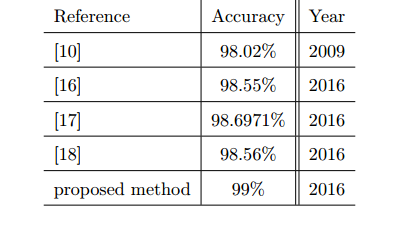 Reference Accuracy Year
[10] 98.02% 2009
[16] 98.55% 2016
[17] 98.6971% 2016
[18] 98.56% 2016
proposed method 99% 2016